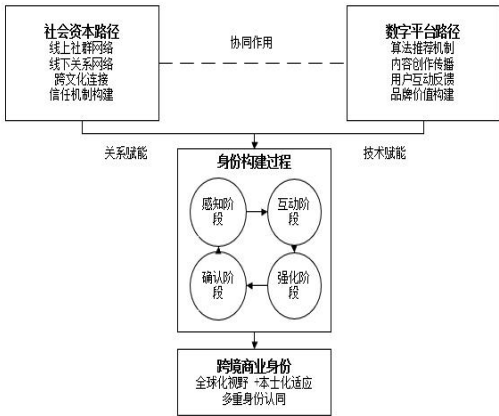 社会资本路径
线上社群网络
线下关系网络
跨文化连接
信任机制构建
协同作用
数字平台路径
算法推荐机制
内容创作传播
用户互动反馈
品牌价值构建
关系赋能
技术赋能
身份构建过程
感知阶
段
互动阶
段
确认阶
段
强化阶
段
跨境商业身份
全球化视野 +本土化适应
多重身份认同